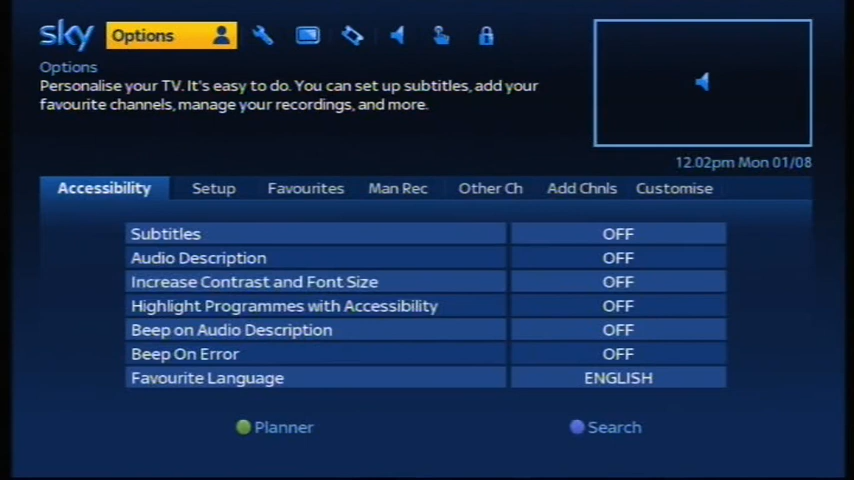 sky Options
Options
Personalise your TV. It's easy to do. You can set up subtitles, add your
favourite channels, manage your recordings, and more.
12.02pm Mon 01/08
Accessibility Setup Favourites Man Rec Other Ch Add Chnls Customise
Subtitles OFF
Audio Description OFF
Increase Contrast and Font Size OFF
Highlight Programmes with Accessibility OFF
Beep on Audio Description OFF
Beep On Error OFF
Favourite Language ENGLISH
Planner Search